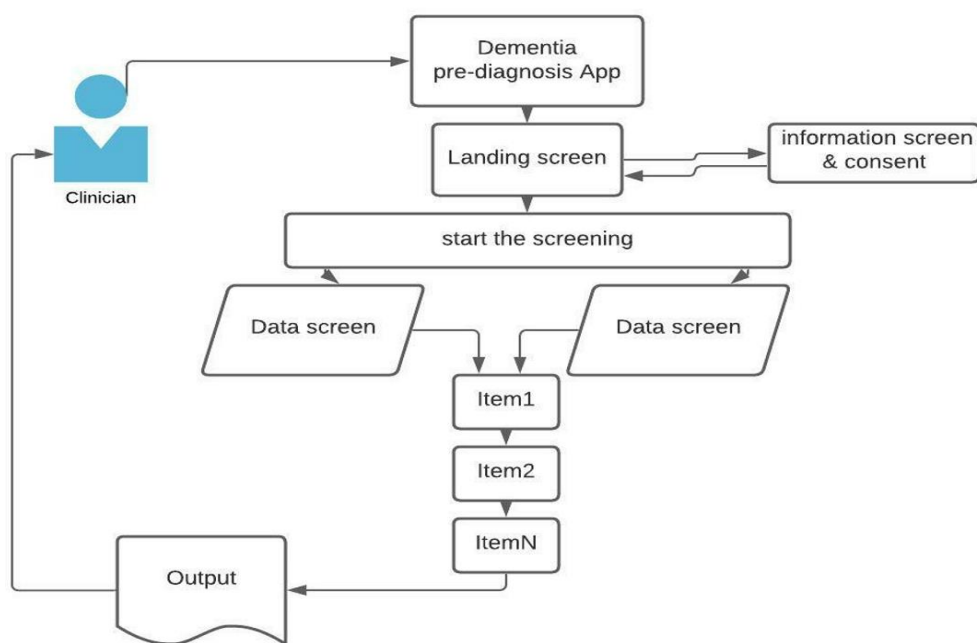 Dementia
pre-diagnosis App
Landing screen
information screen
& consent
Clinician
start the screening
Data screen
Data screen
Item1
Item2
ItemN
Output